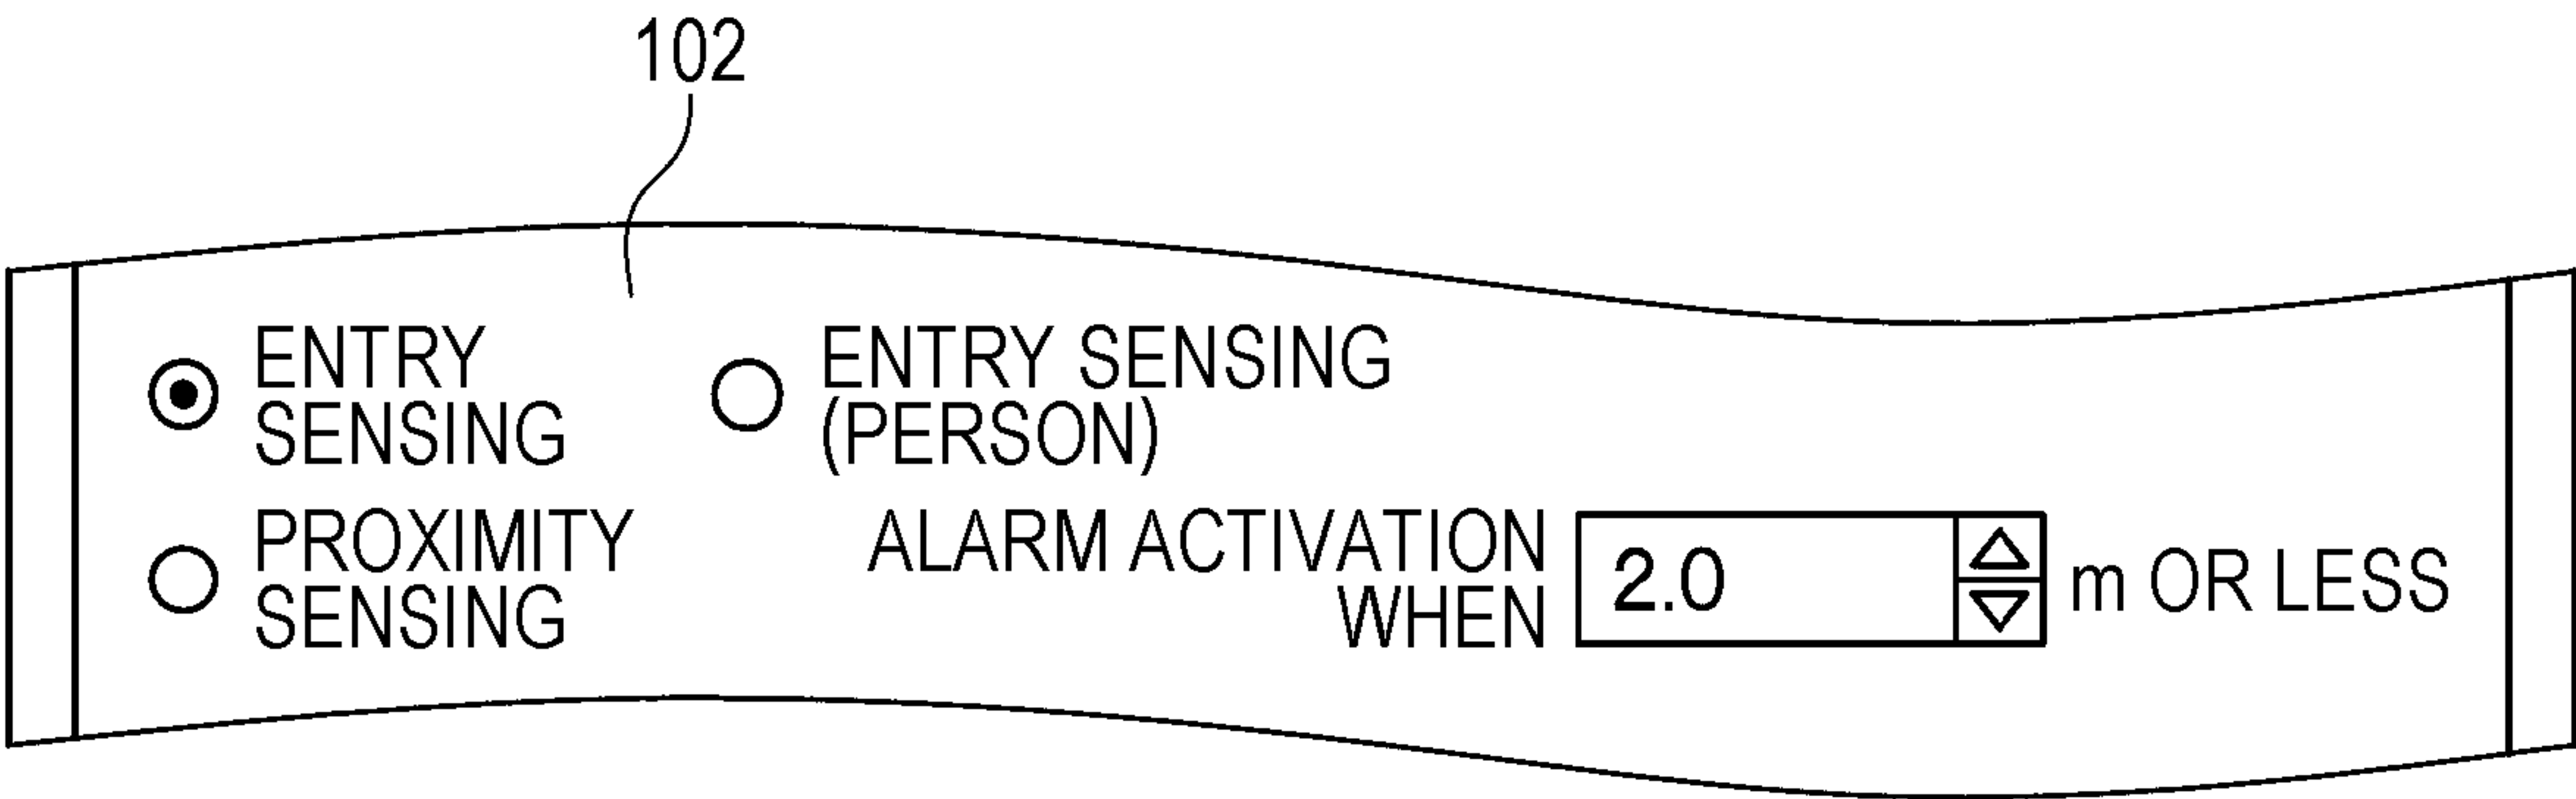 102
ENTRY
SENSING
ENTRY SENSING
(PERSON)
PROXIMITY
SENSING
ALARM ACTIVATION
WHEN
2.0
m OR LESS